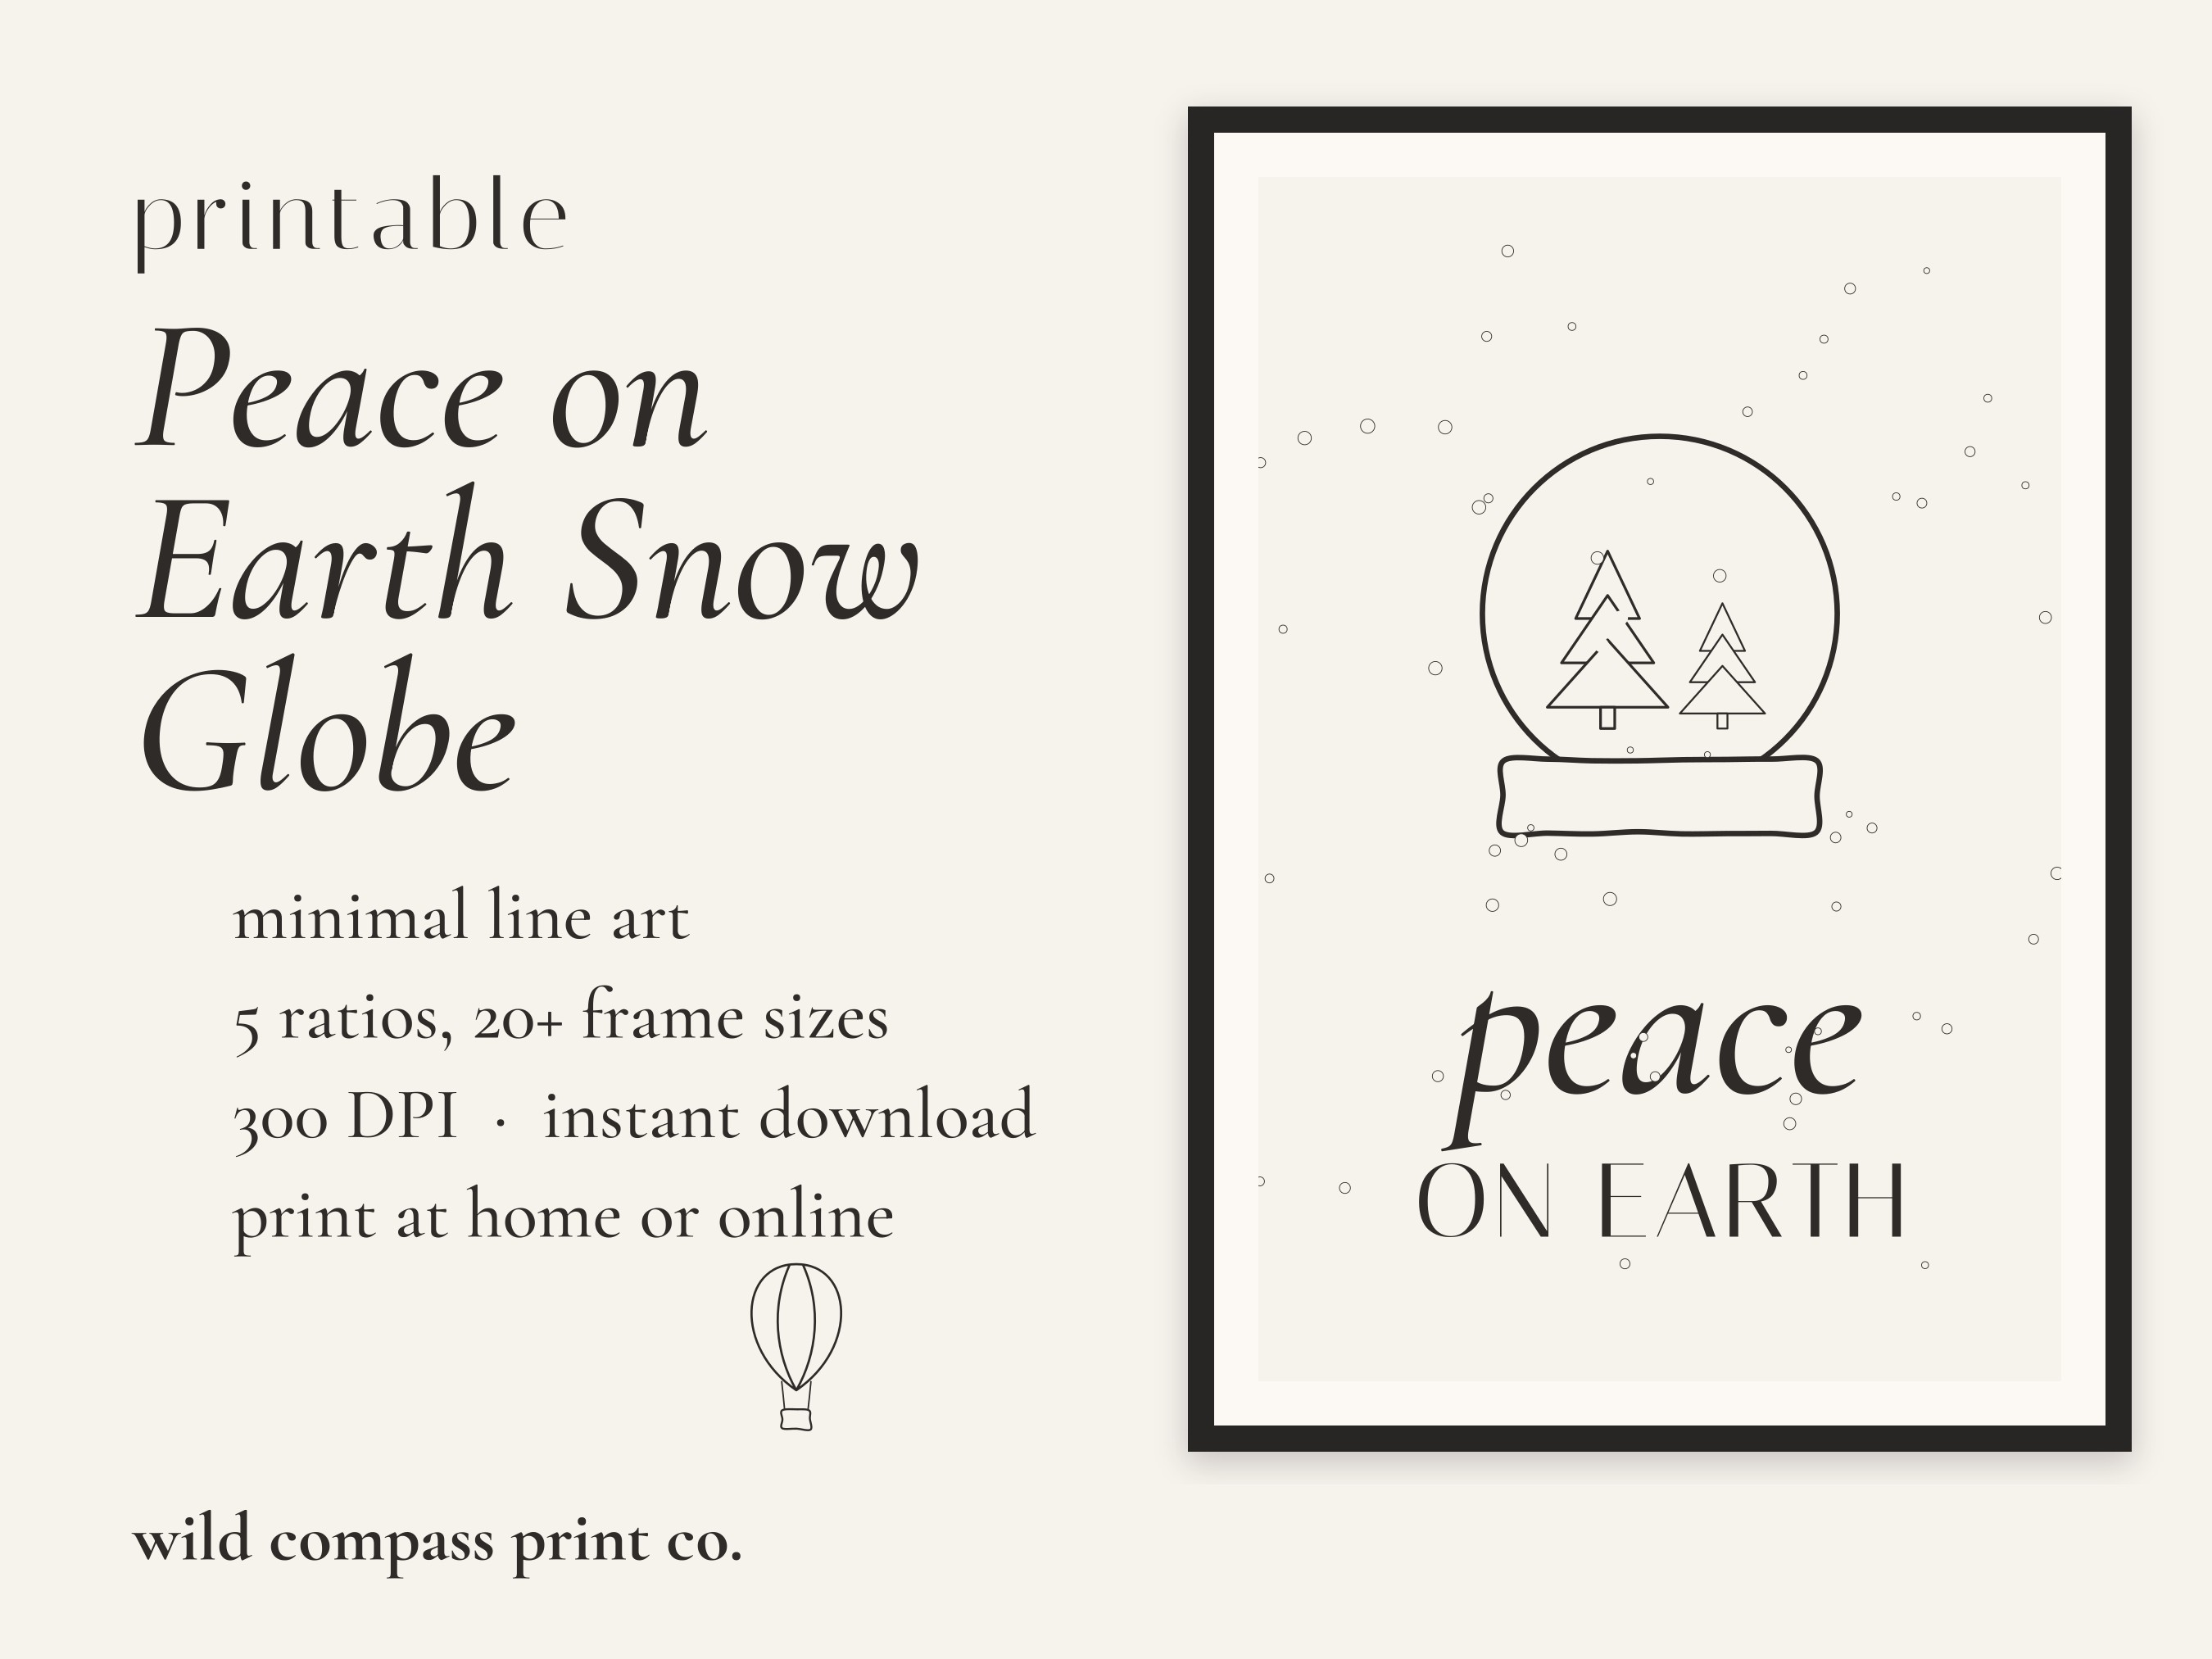 printable
Peace on
Earth Snow
Globe
minimal line art
5 ratios, 20+ frame sizes
300 DPI · instant download
print at home or online
wild compass print co.
peace
ON EARTH